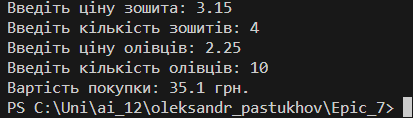 Введіть ціну зошита: 3.15
Введіть кількість зошитів: 4
Введіть ціну олівців: 2.25
Введіть кількість олівців: 10
Вартість покупки: 35.1 грн.
PS C:\Uni\ai_12\oleksandr_pastukhov\Epic_7>